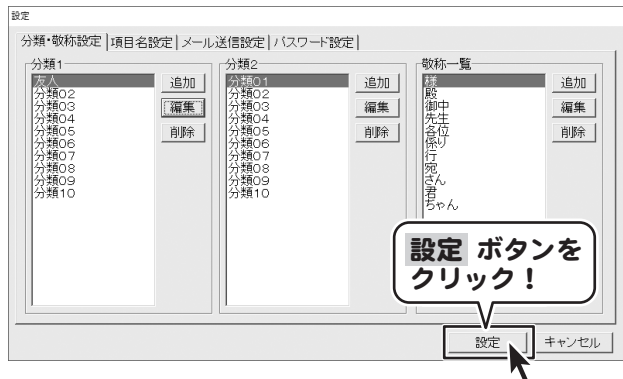 設定
分類・敬称設定 項目名設定 メール送信設定 パスワード設定
分類1
友人
分類02
分類03
分類04
分類05
分類06
分類07
分類08
分類09
分類10
追加
編集
削除
分類2
分類01
分類02
分類03
分類04
分類05
分類06
分類07
分類08
分類09
分類10
追加
編集
削除
敬称一覧
様
殿
御中
先生
各位
係り
行
宛
さん
君
ちゃん
追加
編集
削除
設定 ボタンを
クリック！
設定 キャンセル